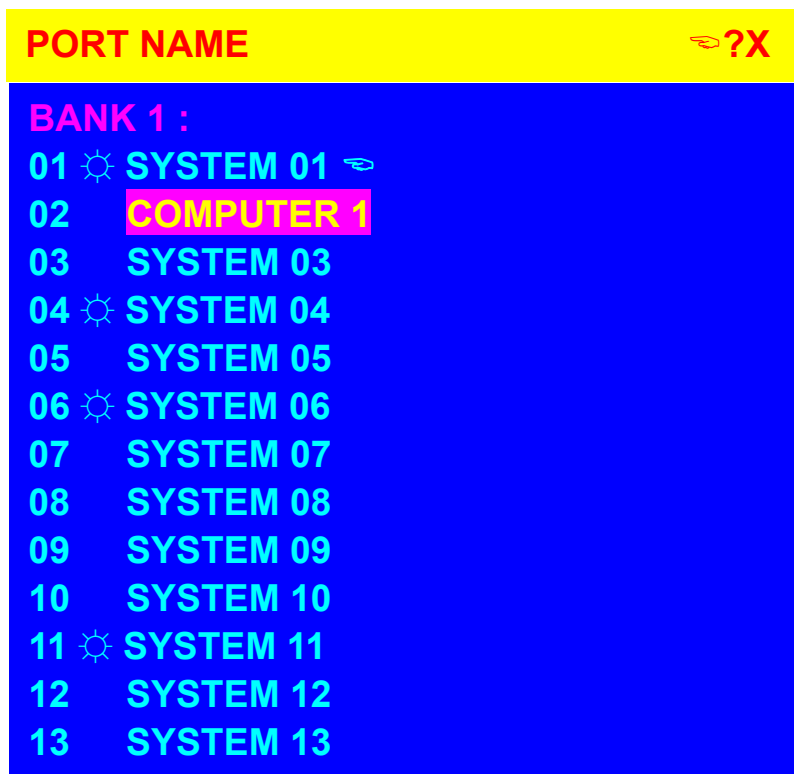 PORT NAME ☜?X
BANK 1 :
01 ☼ SYSTEM 01 ☜
02 COMPUTER 1
03 SYSTEM 03
04 ☼ SYSTEM 04
05 SYSTEM 05
06 ☼ SYSTEM 06
07 SYSTEM 07
08 SYSTEM 08
09 SYSTEM 09
10 SYSTEM 10
11 ☼ SYSTEM 11
12 SYSTEM 12
13 SYSTEM 13